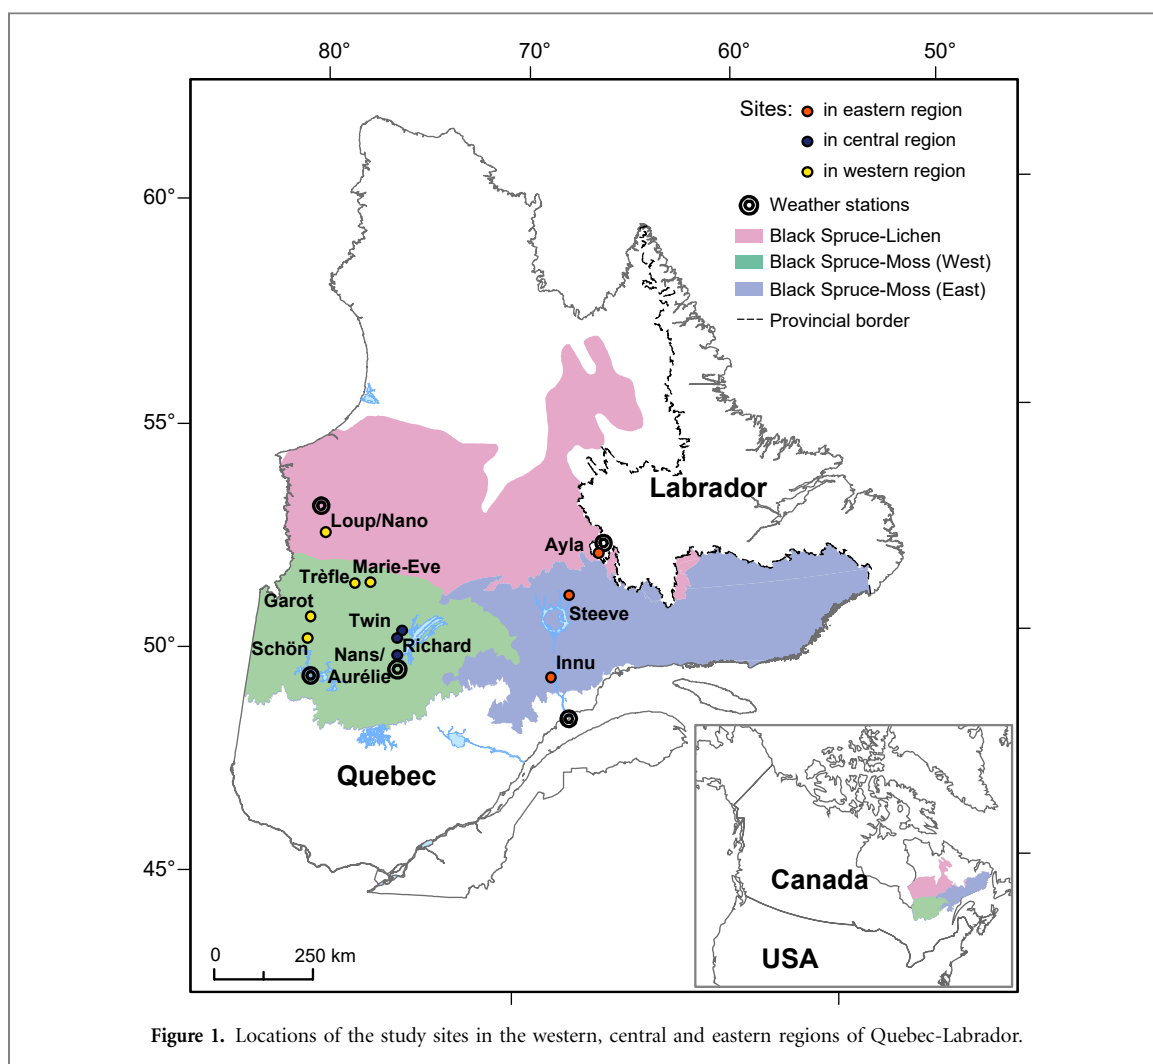 80° 70° 60° 50°
Sites: in eastern region
in central region
in western region
60°
Weather stations
Black Spruce-Lichen
Black Spruce-Moss (West)
Black Spruce-Moss (East)
Provincial border
55°
Labrador
Loup/Nano
Ayla
Marie-Eve
Trèfle
Garot
Steeve
Twin
50°
Schön
Richard
Nans/
Aurélie
Innu
Quebec
45°
Canada
USA
0 250 km
Figure 1. Locations of the study sites in the western, central and eastern regions of Quebec-Labrador.